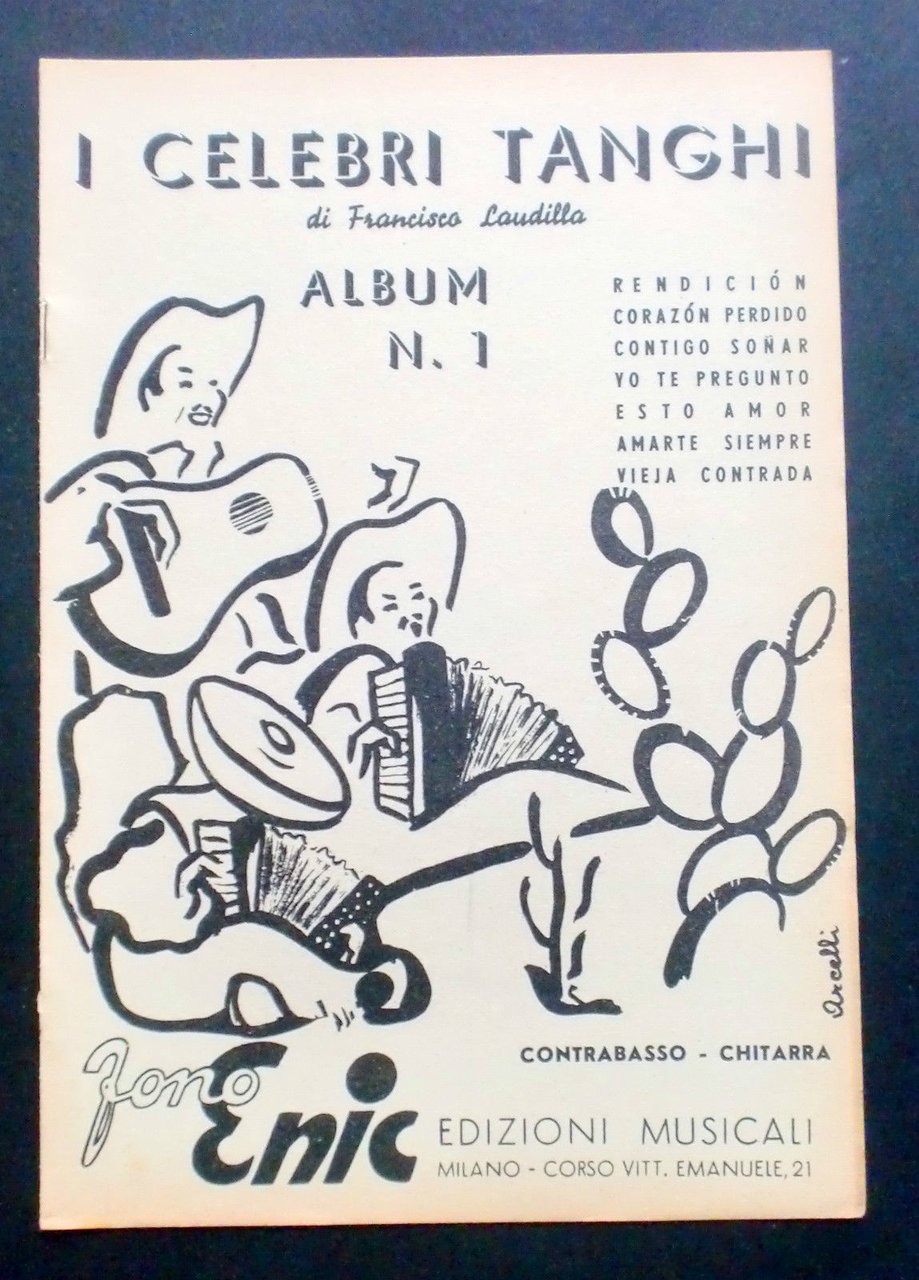 I CELEBRI TANGHI
di Francisco Laudilla
ALBUM
N. 1
RENDICIÓN
CORAZÓN PERDIDO
CONTIGO SOÑAR
YO TE PREGUNTO
ESTO AMOR
AMARTE SIEMPRE
VIEJA CONTRADA
Arcelli
CONTRABASSO - CHITARRA
Fono
Enic
EDIZIONI MUSICALI
MILANO - CORSO VITT. EMANUELE, 21